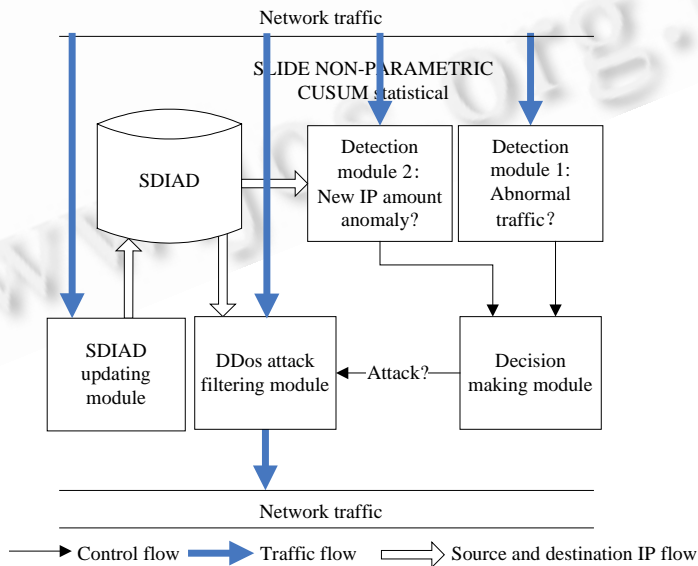 Network traffic
SLIDE NON-PARAMETRIC
CUSUM statistical
SDIAD
Detection
module 2:
New IP amount
anomaly?
Detection
module 1:
Abnormal
traffic?
SDIAD
updating
module
DDos attack
filtering module
Attack?
Decision
making module
Network traffic
Control flow
Traffic flow
Source and destination IP flow